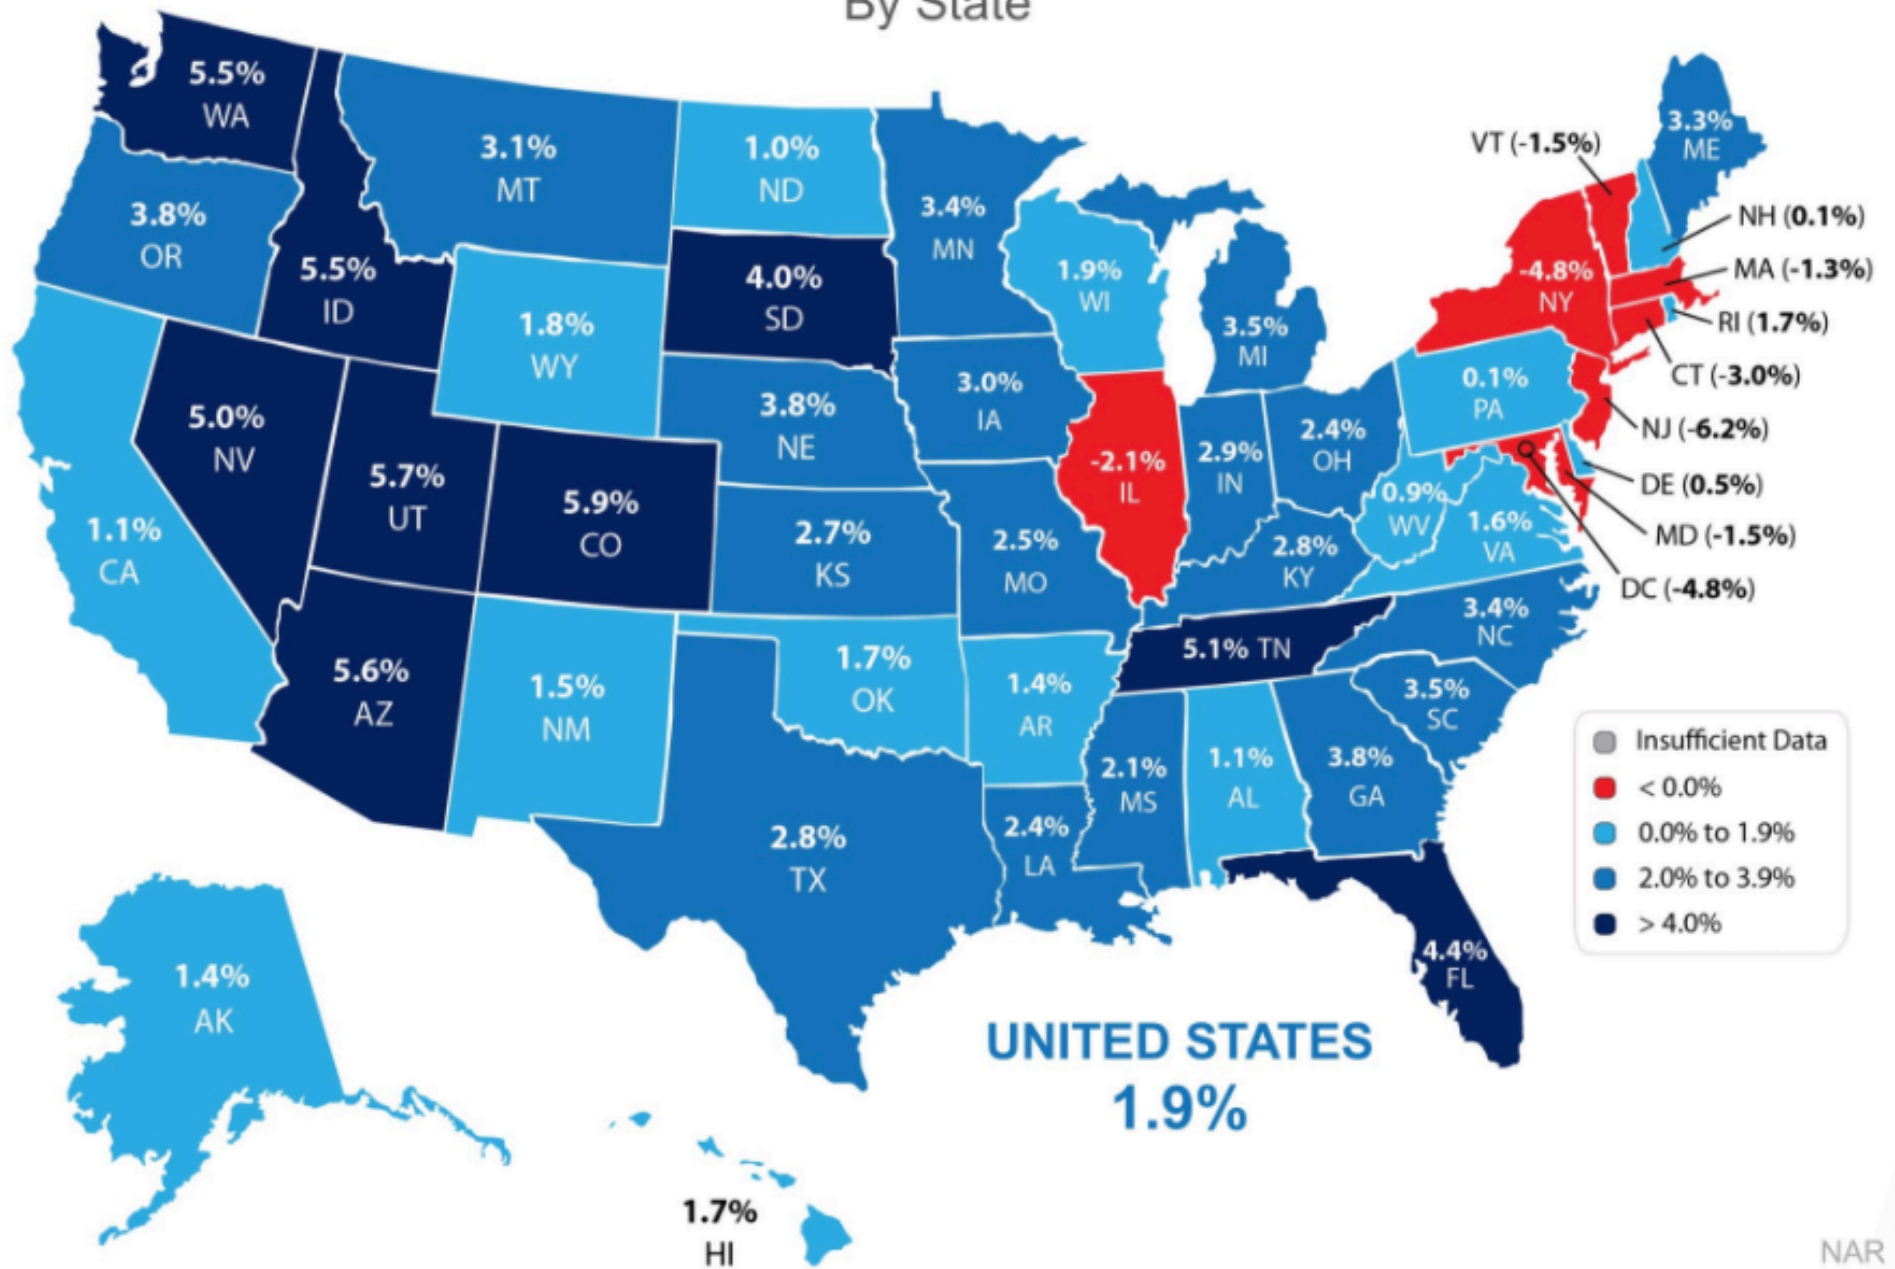 By State
5.5%
WA
3.8%
OR
5.5%
ID
3.1%
MT
1.0%
ND
3.4%
MN
4.0%
SD
1.8%
WY
1.9%
WI
3.5%
MI
3.0%
IA
3.8%
NE
5.0%
NV
5.7%
UT
5.9%
CO
1.1%
CA
2.7%
KS
2.5%
MO
-2.1%
IL
2.9%
IN
2.4%
OH
0.9%
WV
1.6%
VA
2.8%
KY
3.4%
NC
5.1% TN
3.5%
SC
5.6%
AZ
1.5%
NM
1.7%
OK
1.4%
AR
2.1%
MS
1.1%
AL
3.8%
GA
2.8%
TX
2.4%
LA
4.4%
FL
1.4%
AK
1.7%
HI
0.1%
PA
-4.8%
NY
3.3%
ME
VT (-1.5%)
NH (0.1%)
MA (-1.3%)
RI (1.7%)
CT (-3.0%)
NJ (-6.2%)
DE (0.5%)
MD (-1.5%)
DC (-4.8%)
Insufficient Data
< 0.0%
0.0% to 1.9%
2.0% to 3.9%
> 4.0%
UNITED STATES
1.9%
NAR